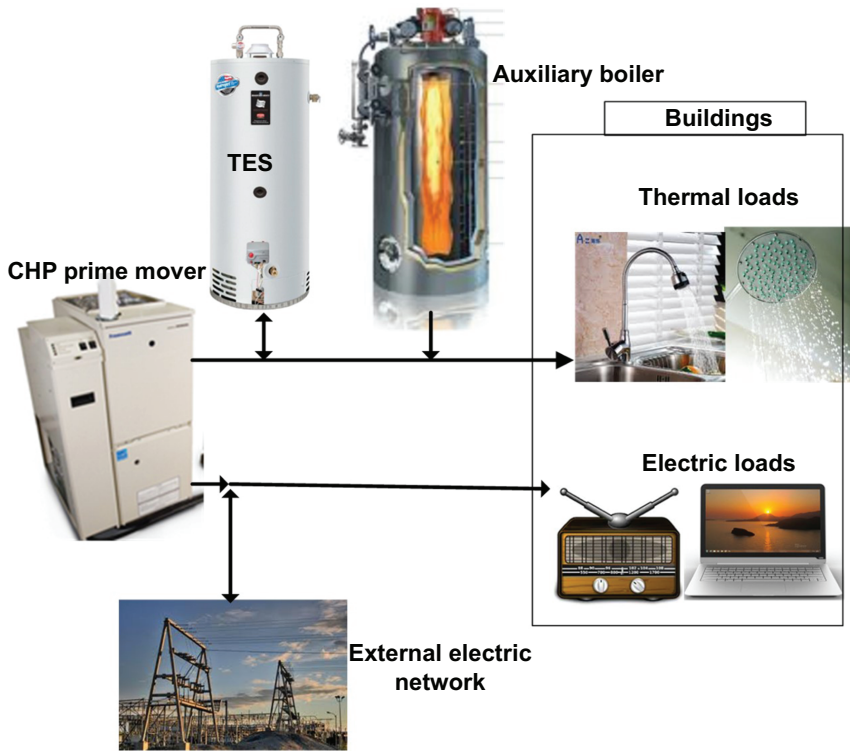 Auxiliary boiler
TES
Buildings
Thermal loads
CHP prime mover
Electric loads
External electric
network